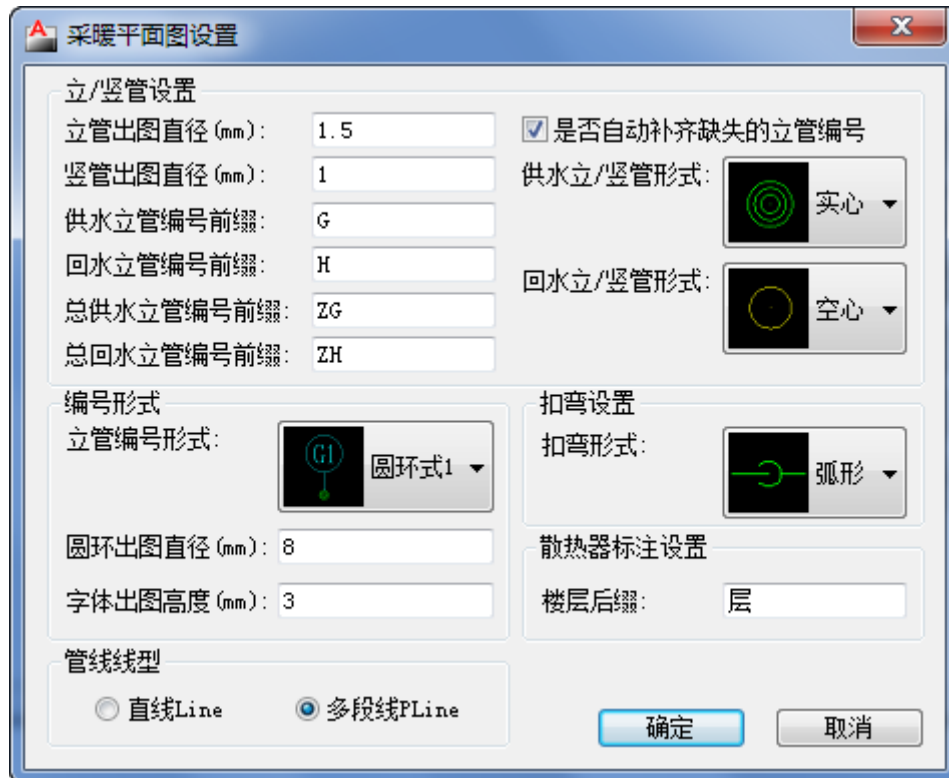 采暖平面图设置
立/竖管设置
立管出图直径(mm): 1.5
是否自动补齐缺失的立管编号
竖管出图直径(mm): 1
供水立/竖管形式: 实心
供水立管编号前缀: G
回水立管编号前缀: H
回水立/竖管形式: 空心
总供水立管编号前缀: ZG
总回水立管编号前缀: ZH
编号形式
立管编号形式: G1 圆环式1
圆环出图直径(mm): 8
字体出图高度(mm): 3
扣弯设置
扣弯形式: 弧形
散热器标注设置
楼层后缀: 层
管线线型
直线Line 多段线PLine
确定 取消